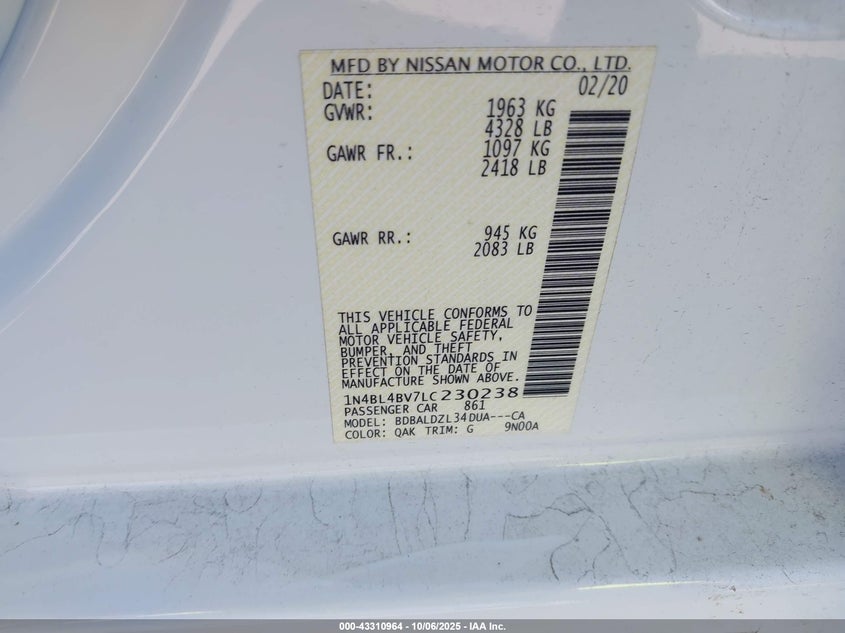 MFD BY NISSAN MOTOR CO., LTD.
DATE: 02/20
GVWR: 1963 KG
4328 LB
GAWR FR.: 1097 KG
2418 LB
GAWR RR.: 945 KG
2083 LB
THIS VEHICLE CONFORMS TO
ALL APPLICABLE FEDERAL
MOTOR VEHICLE SAFETY,
BUMPER, AND THEFT
PREVENTION STANDARDS IN
EFFECT ON THE DATE OF
MANUFACTURE SHOWN ABOVE.
1N4BL4BV7LC230238
PASSENGER CAR 861
MODEL: BDBALDZL34DUA---CA
COLOR: QAK TRIM: G 9N00A
000-43310964 - 10/06/2025 - IAA Inc.